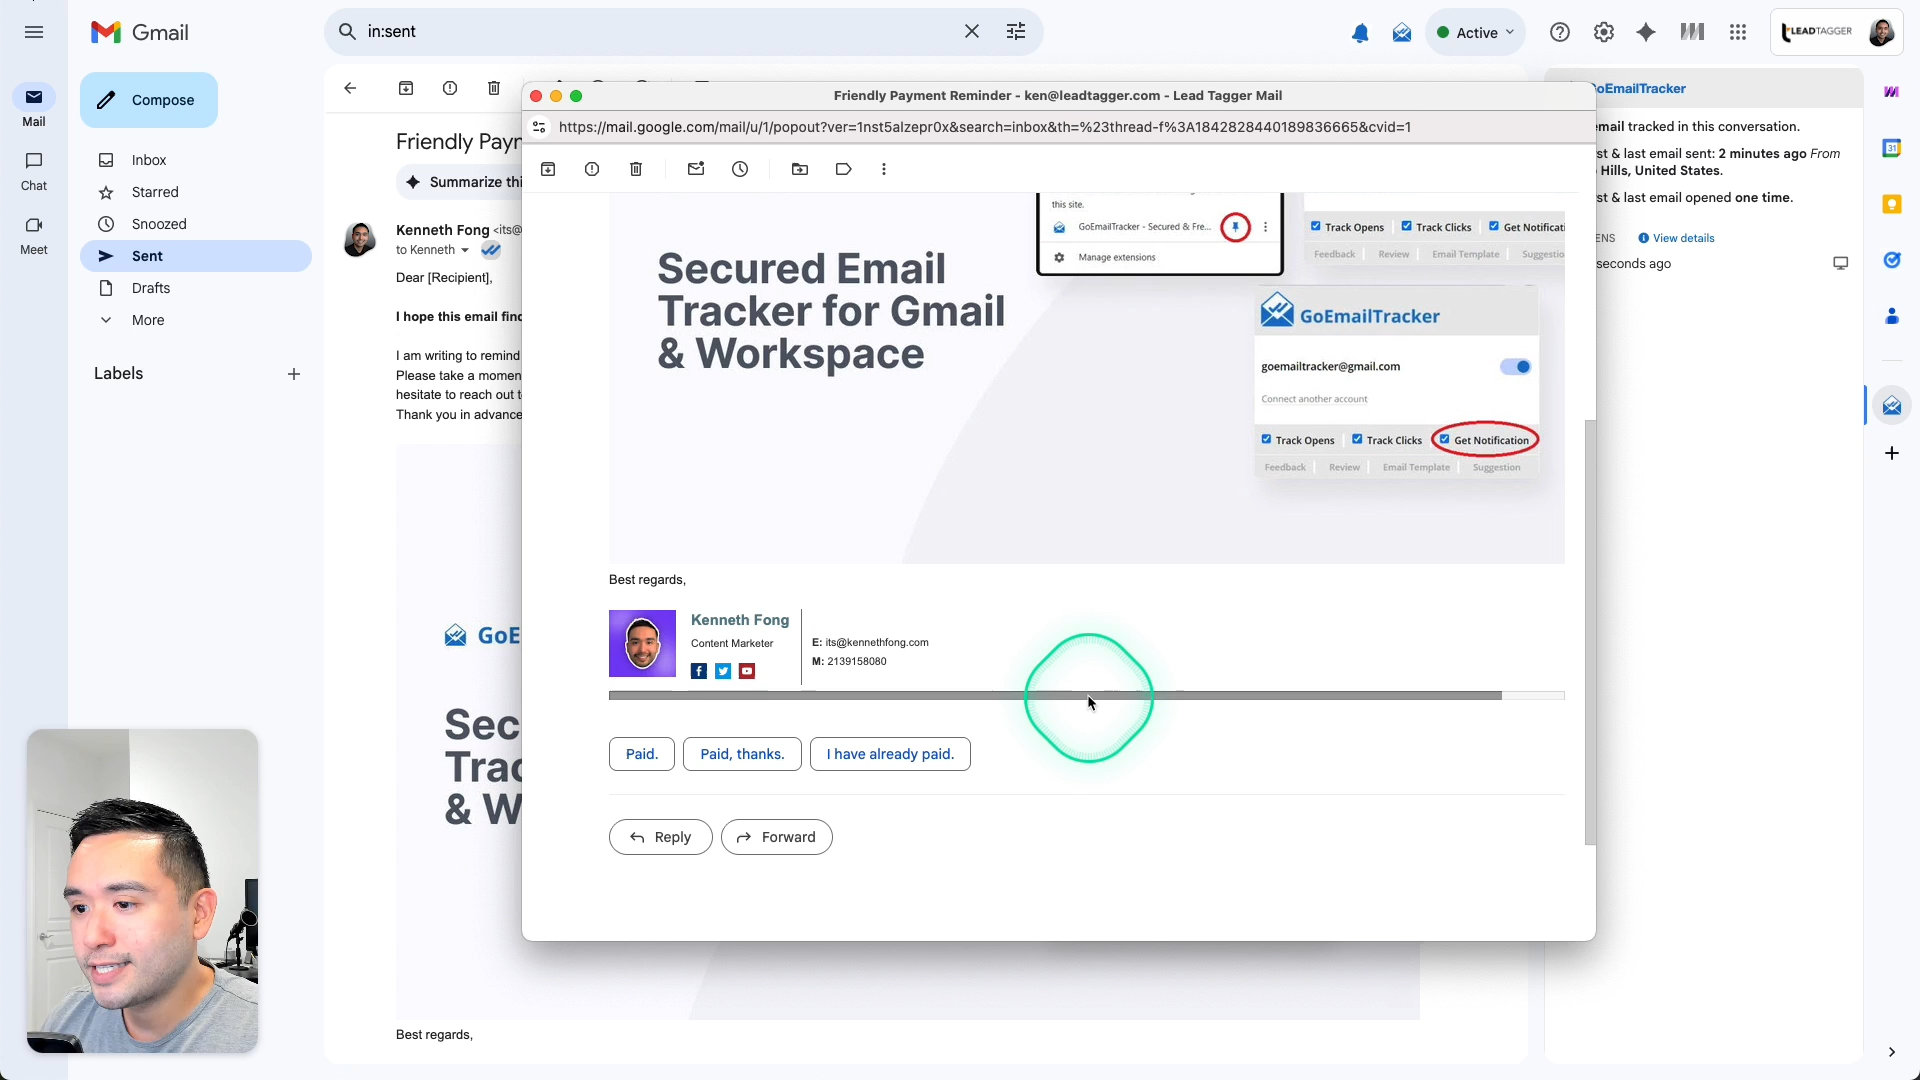 Gmail
in:sent
Active
LEADTAGGER
Mail
Chat
Meet
Compose
Inbox
Starred
Snoozed
Sent
Drafts
More
Labels
Friendly Payr
Summarize thi
Kenneth Fong <its@
to Kenneth
Dear [Recipient],
I hope this email find
I am writing to remind
Please take a momen
hesitate to reach out t
Thank you in advance
GoE
Sec
Trac
& W
Best regards,
Friendly Payment Reminder - ken@leadtagger.com - Lead Tagger Mail
https://mail.google.com/mail/u/1/popout?ver=1nst5alzepr0x&search=inbox&th=%23thread-f%3A1842828440189836665&cvid=1
this site.
GoEmailTracker - Secured & Fre...
Manage extensions
Track Opens
Track Clicks
Get Notificati
Feedback
Review
Email Template
Suggestio
Secured Email
Tracker for Gmail
& Workspace
GoEmailTracker
goemailtracker@gmail.com
Connect another account
Track Opens
Track Clicks
Get Notification
Feedback
Review
Email Template
Suggestion
Best regards,
Kenneth Fong
Content Marketer
E: its@kennethfong.com
M: 2139158080
Paid.
Paid, thanks.
I have already paid.
Reply
Forward
oEmailTracker
mail tracked in this conversation.
st & last email sent: 2 minutes ago From
Hills, United States.
st & last email opened one time.
ENS
View details
seconds ago
31